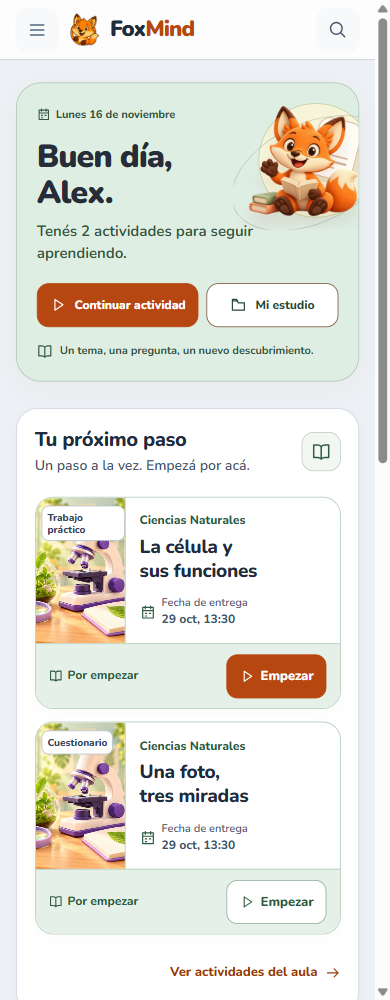 FoxMind
Lunes 16 de noviembre
Buen día,
Alex.
Tenés 2 actividades para seguir
aprendiendo.
Continuar actividad
Mi estudio
Un tema, una pregunta, un nuevo descubrimiento.
Tu próximo paso
Un paso a la vez. Empezá por acá.
Trabajo
práctico
Ciencias Naturales
La célula y
sus funciones
Fecha de entrega
29 oct, 13:30
Por empezar
Empezar
Cuestionario
Ciencias Naturales
Una foto,
tres miradas
Fecha de entrega
29 oct, 13:30
Por empezar
Empezar
Ver actividades del aula